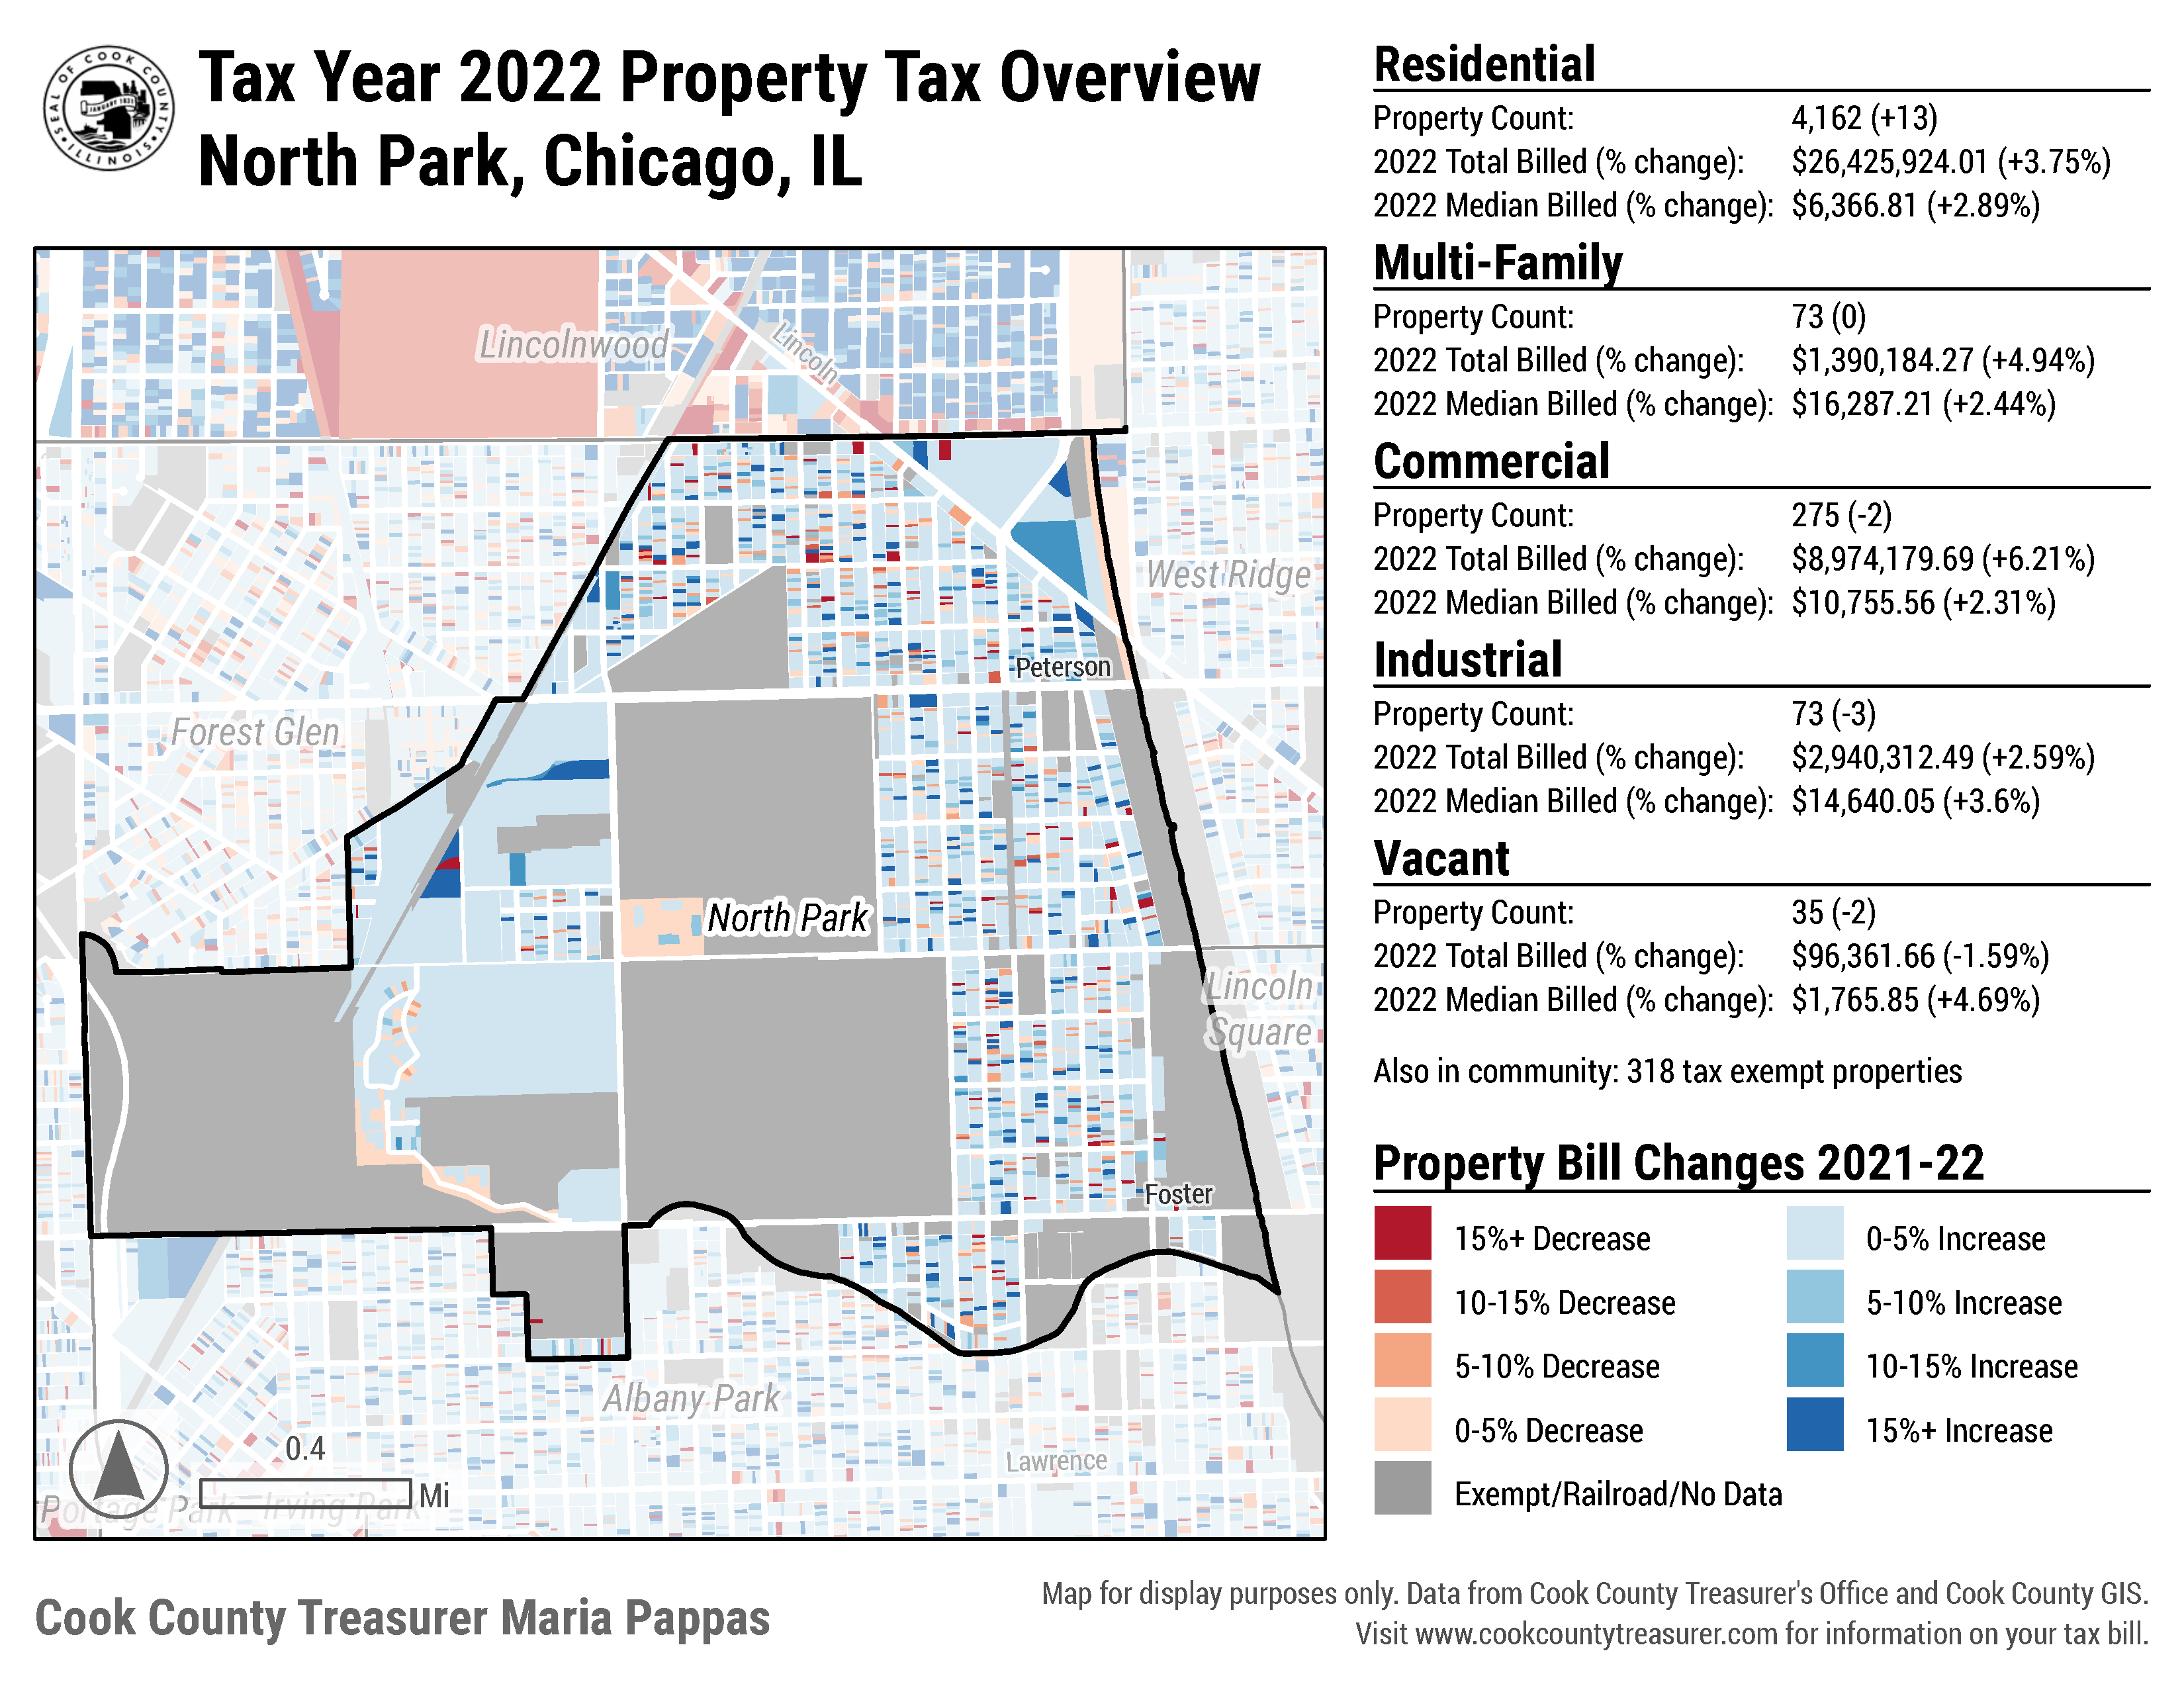 SEAL OF COOK COUNTY
ILLINOIS
JANUARY 1831
Tax Year 2022 Property Tax Overview
North Park, Chicago, IL
Lincolnwood
Lincoln
West Ridge
Peterson
Forest Glen
North Park
Lincoln
Square
Foster
Albany Park
Lawrence
0.4
Mi
Portage Park
Irving Park
Residential
Property Count: 4,162 (+13)
2022 Total Billed (% change): $26,425,924.01 (+3.75%)
2022 Median Billed (% change): $6,366.81 (+2.89%)
Multi-Family
Property Count: 73 (0)
2022 Total Billed (% change): $1,390,184.27 (+4.94%)
2022 Median Billed (% change): $16,287.21 (+2.44%)
Commercial
Property Count: 275 (-2)
2022 Total Billed (% change): $8,974,179.69 (+6.21%)
2022 Median Billed (% change): $10,755.56 (+2.31%)
Industrial
Property Count: 73 (-3)
2022 Total Billed (% change): $2,940,312.49 (+2.59%)
2022 Median Billed (% change): $14,640.05 (+3.6%)
Vacant
Property Count: 35 (-2)
2022 Total Billed (% change): $96,361.66 (-1.59%)
2022 Median Billed (% change): $1,765.85 (+4.69%)
Also in community: 318 tax exempt properties
Property Bill Changes 2021-22
15%+ Decrease
10-15% Decrease
5-10% Decrease
0-5% Decrease
Exempt/Railroad/No Data
0-5% Increase
5-10% Increase
10-15% Increase
15%+ Increase
Cook County Treasurer Maria Pappas
Map for display purposes only. Data from Cook County Treasurer's Office and Cook County GIS.
Visit www.cookcountytreasurer.com for information on your tax bill.